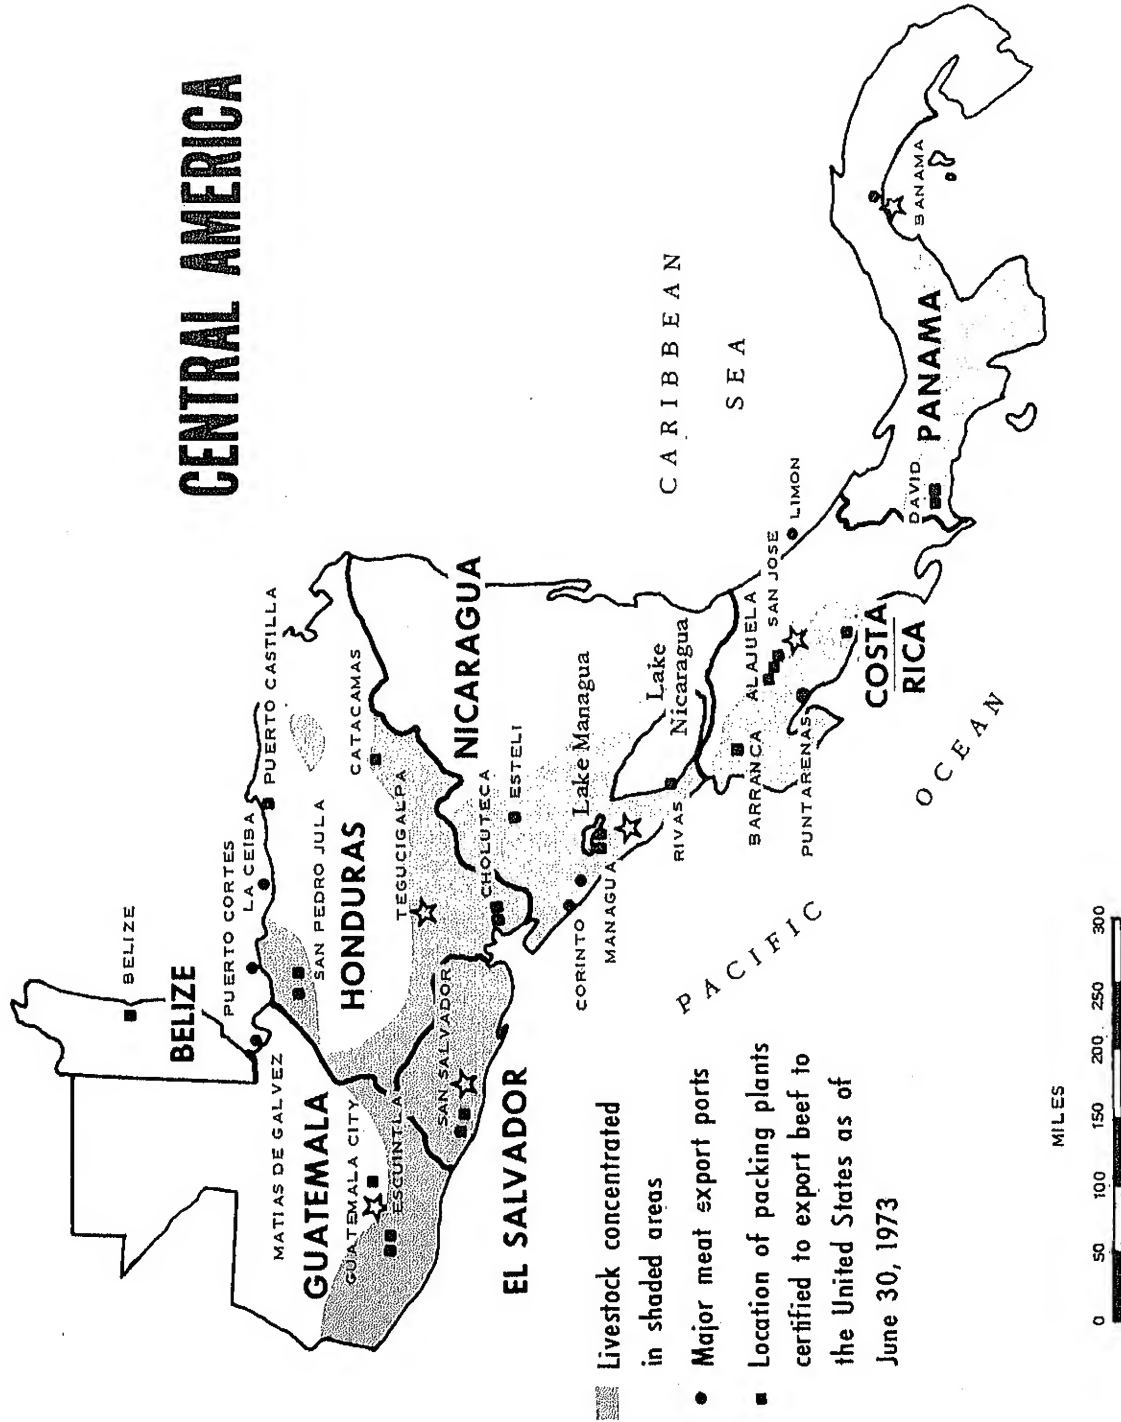 CENTRAL AMERICA
BELIZE
BELIZE
PUERTO CORTES
LA CEIBA
PUERTO CASTILLA
MATIAS DE GALVEZ
SAN PEDRO JULA
CATACAMAS
GUATEMALA
HONDURAS
GUATEMALA CITY
TEGUCIGALPA
ESCUINTLA
SAN SALVADOR
CHOLUTECA
NICARAGUA
EL SALVADOR
ESTELI
CORINTO
MANAGUA
Lake Managua
Lake
Nicaragua
RIVAS
CARIBBEAN
SEA
BARRANCA
ALAJUELA
SAN JOSE
LIMON
PUNTARENAS
COSTA
RICA
DAVID
PANAMA
BANAMA
PACIFIC
OCEAN
Livestock concentrated
in shaded areas
Major meat export ports
Location of packing plants
certified to export beef to
the United States as of
June 30, 1973
MILES
0 50 100 150 200 250 300